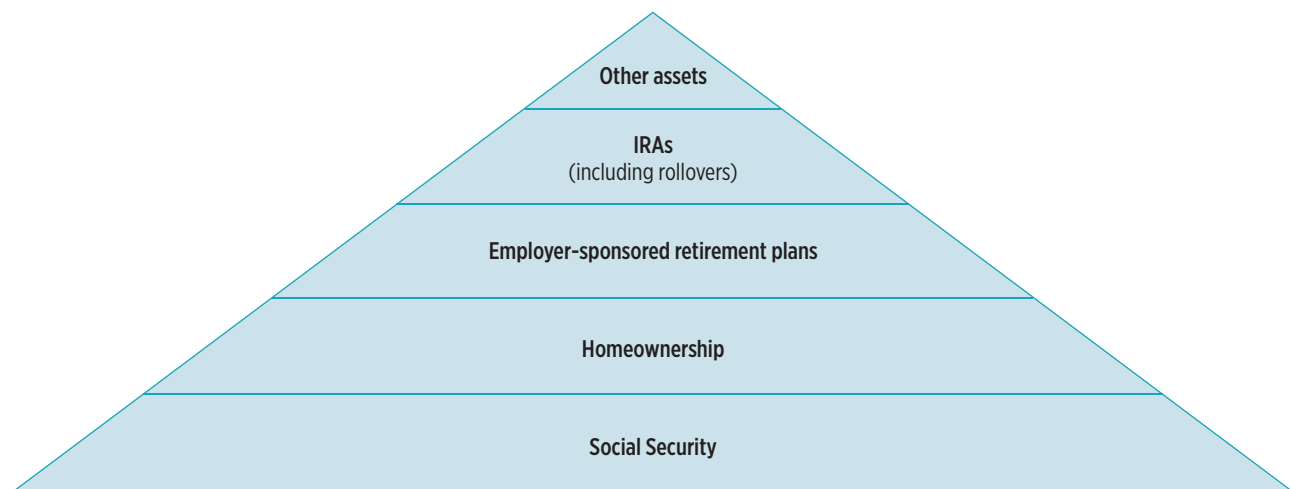 Other assets
IRAs
(including rollovers)
Employer-sponsored retirement plans
Homeownership
Social Security